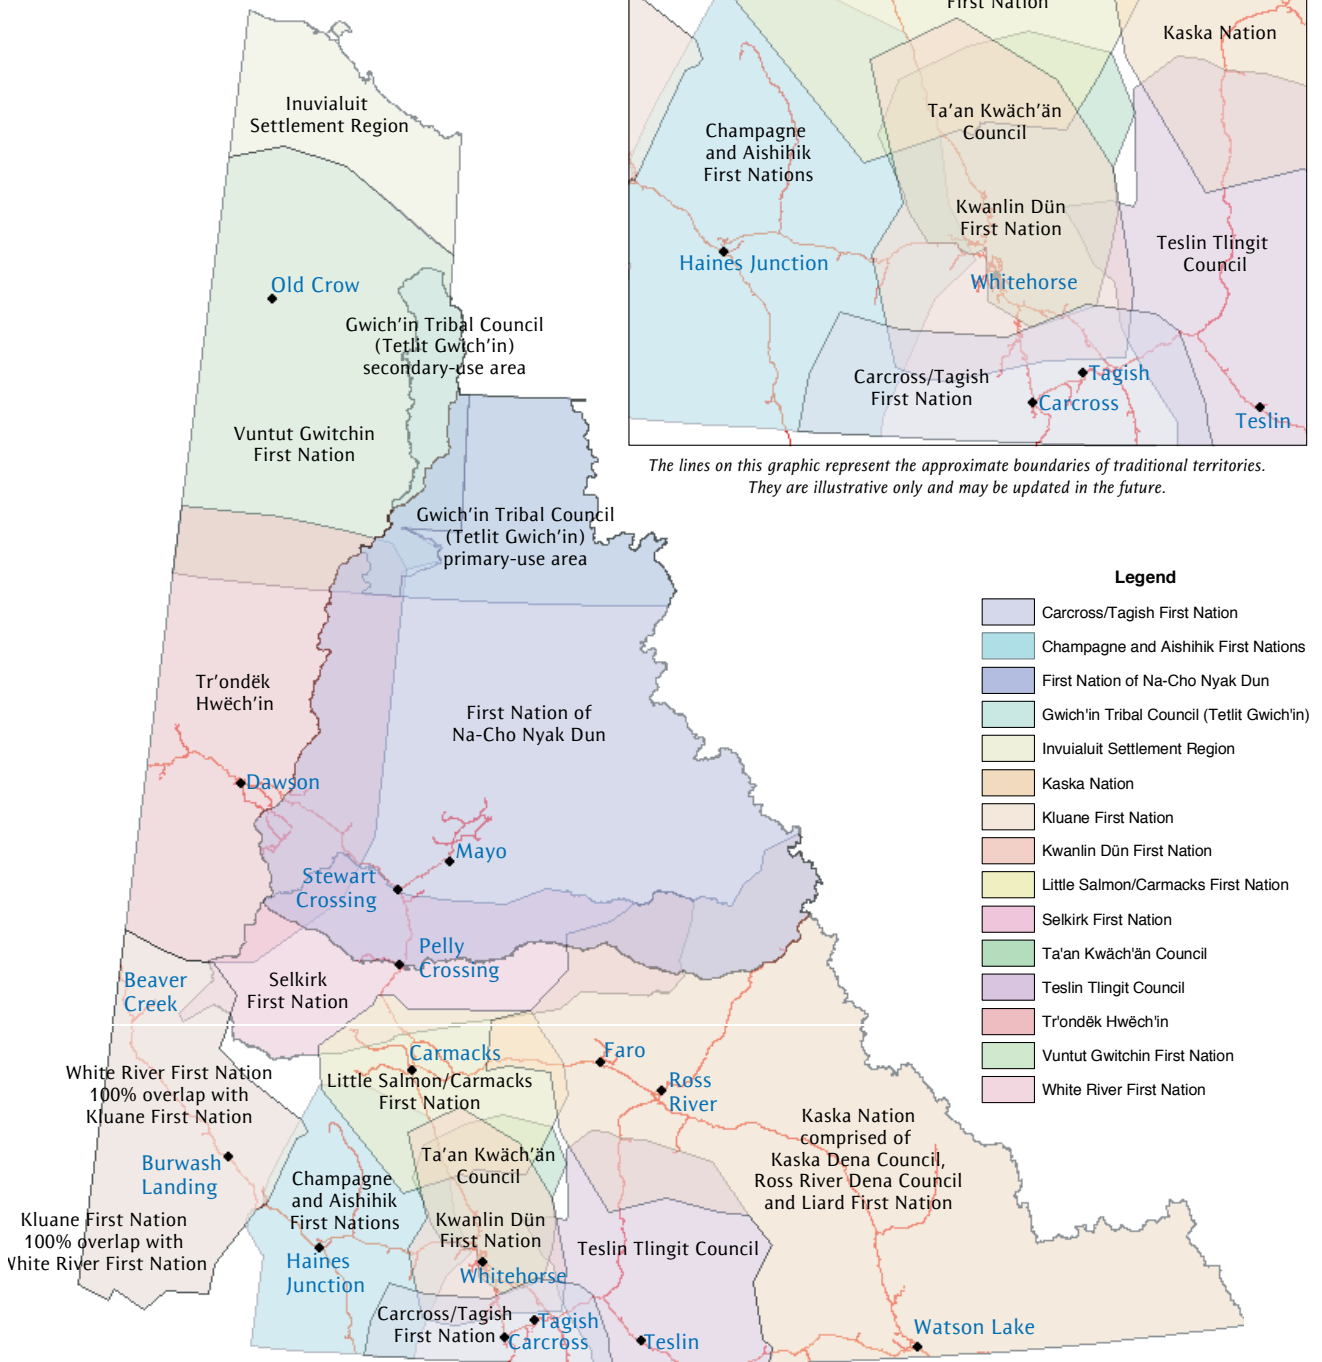 First Nation
Kaska Nation
Ta'an Kwäch'än
Council
Champagne
and Aishihik
First Nations
Kwanlin Dün
First Nation
Teslin Tlingit
Council
Haines Junction
Whitehorse
Carcross/Tagish
First Nation
Tagish
Carcross
Teslin
The lines on this graphic represent the approximate boundaries of traditional territories.
They are illustrative only and may be updated in the future.
Inuvialuit
Settlement Region
Old Crow
Gwich'in Tribal Council
(Tetlit Gwich'in)
secondary-use area
Vuntut Gwitchin
First Nation
Gwich'in Tribal Council
(Tetlit Gwich'in)
primary-use area
Tr'ondëk
Hwëch'in
First Nation of
Na-Cho Nyak Dun
Dawson
Mayo
Stewart
Crossing
Pelly
Crossing
Beaver
Creek
Selkirk
First Nation
Carmacks
Faro
White River First Nation
100% overlap with
Kluane First Nation
Little Salmon/Carmacks
First Nation
Ross
River
Kaska Nation
comprised of
Kaska Dena Council,
Ross River Dena Council
and Liard First Nation
Burwash
Landing
Ta'an Kwäch'än
Council
Champagne
and Aishihik
First Nations
Kluane First Nation
100% overlap with
White River First Nation
Kwanlin Dün
First Nation
Teslin Tlingit Council
Haines
Junction
Whitehorse
Carcross/Tagish
First Nation
Tagish
Carcross
Teslin
Watson Lake
Legend
Carcross/Tagish First Nation
Champagne and Aishihik First Nations
First Nation of Na-Cho Nyak Dun
Gwich'in Tribal Council (Tetlit Gwich'in)
Invuialuit Settlement Region
Kaska Nation
Kluane First Nation
Kwanlin Dün First Nation
Little Salmon/Carmacks First Nation
Selkirk First Nation
Ta'an Kwäch'än Council
Teslin Tlingit Council
Tr'ondëk Hwëch'in
Vuntut Gwitchin First Nation
White River First Nation